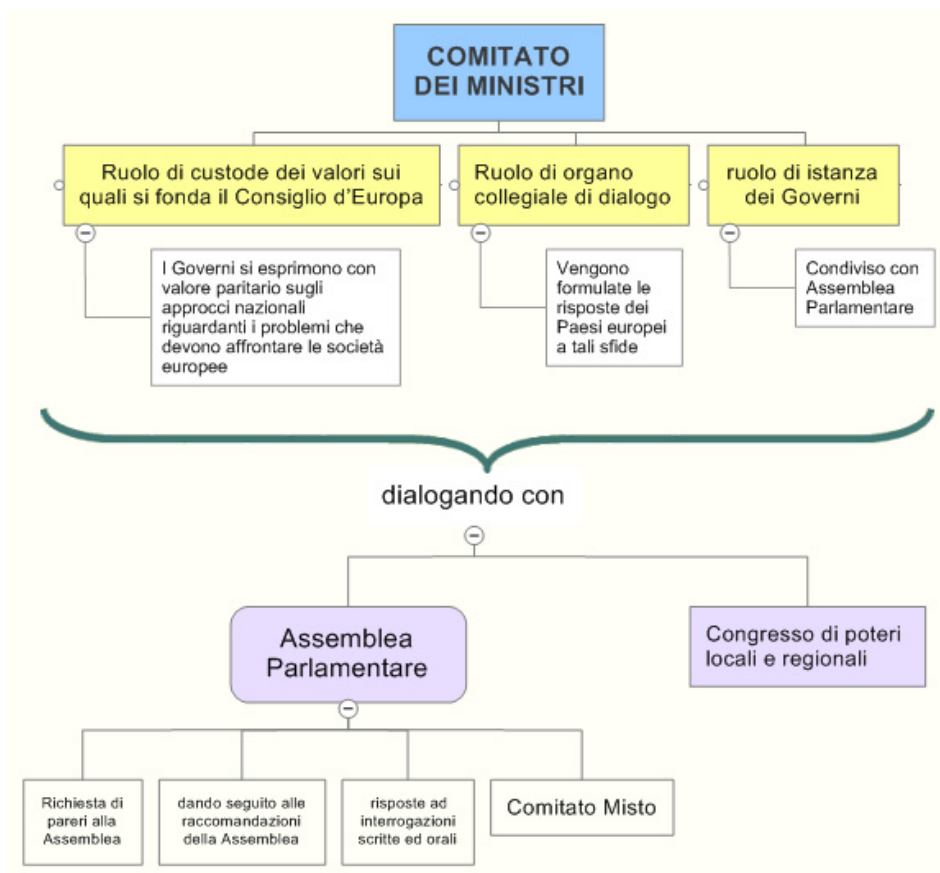 COMITATO
DEI MINISTRI
Ruolo di custode dei valori sui
quali si fonda il Consiglio d'Europa
Ruolo di organo
collegiale di dialogo
ruolo di istanza
dei Governi
I Governi si esprimono con
valore paritario sugli
approcci nazionali
riguardanti i problemi che
devono affrontare le società
europee
Vengono
formulate le
risposte dei
Paesi europei
a tali sfide
Condiviso con
Assemblea
Parlamentare
dialogando con
Assemblea
Parlamentare
Congresso di poteri
locali e regionali
Richiesta di
pareri alla
Assemblea
dando seguito alle
raccomandazioni
della Assemblea
risposte ad
interrogazioni
scritte ed orali
Comitato Misto